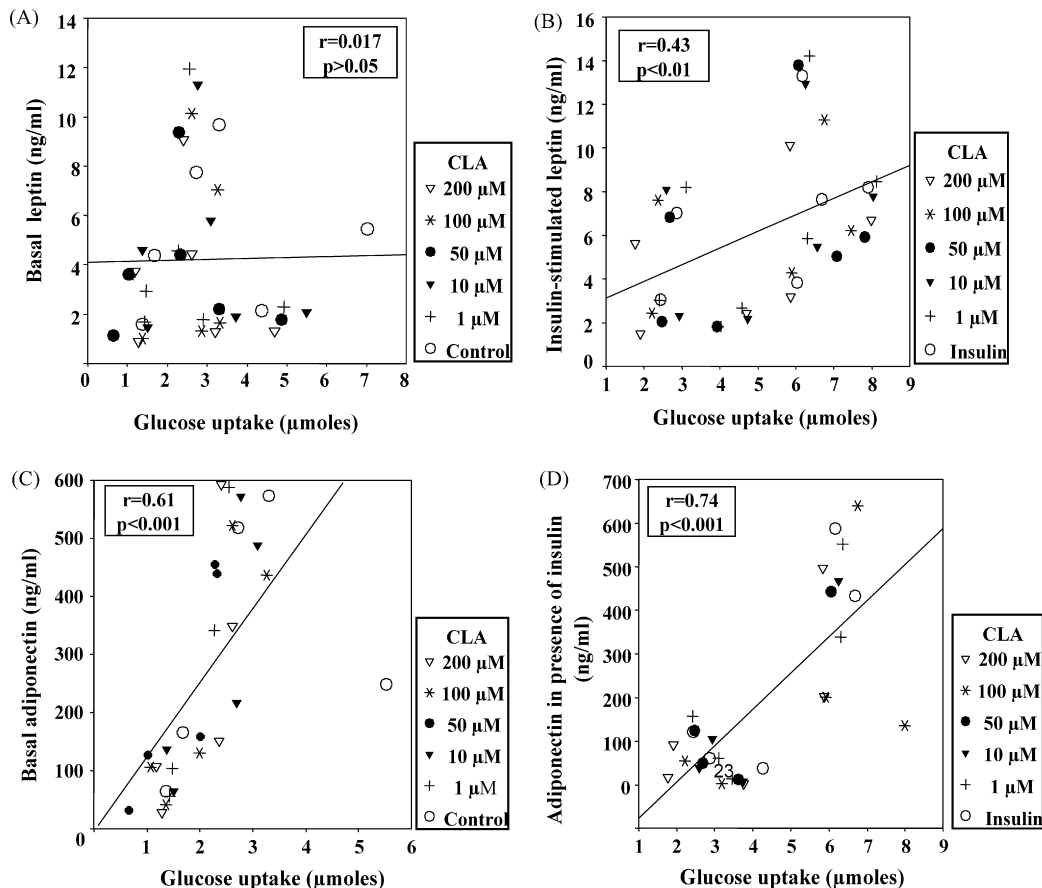 (A)
14
12
10
8
6
4
2
0 1 2 3 4 5 6 7 8
Basal leptin (ng/ml)
Glucose uptake (µmoles)
r=0.017
p>0.05
CLA
200 µM
100 µM
50 µM
10 µM
1 µM
Control
(B)
16
14
12
10
8
6
4
2
0
1 2 3 4 5 6 7 8 9
Insulin-stimulated leptin (ng/ml)
Glucose uptake (µmoles)
r=0.43
p<0.01
CLA
200 µM
100 µM
50 µM
10 µM
1 µM
Insulin
(C)
600
500
400
300
200
100
0
1 2 3 4 5 6
Basal adiponectin (ng/ml)
Glucose uptake (µmoles)
r=0.61
p<0.001
CLA
200 µM
100 µM
50 µM
10 µM
1 µM
Control
(D)
700
600
500
400
300
200
100
0
1 2 3 4 5 6 7 8 9
Adiponectin in presence of insulin
(ng/ml)
Glucose uptake (µmoles)
r=0.74
p<0.001
23
CLA
200 µM
100 µM
50 µM
10 µM
1 µM
Insulin